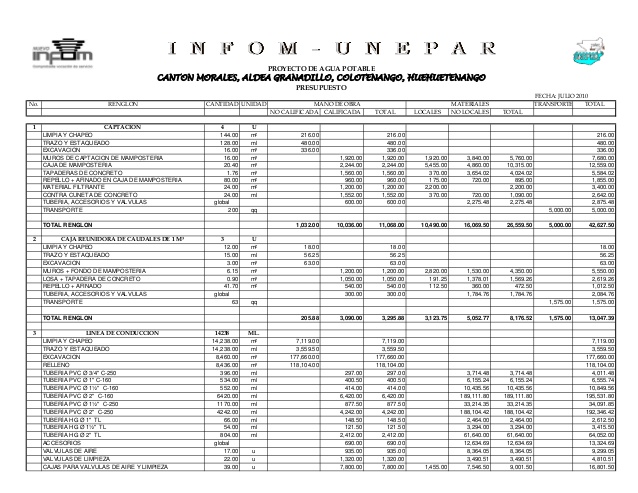 NUEVO
infom
I N F O M - U N E P A R
PROYECTO DE AGUA POTABLE
CANTON MORALES, ALDEA GRANADILLO, COLOTENANGO, HUEHUETENANGO
PRESUPUESTO
FECHA: JULIO 2010
No. RENGLON CANTIDAD UNIDAD MANO DE OBRA MATERIALES TRANSPORTE TOTAL
NO CALIFICADA CALIFICADA TOTAL LOCALES NO LOCALES TOTAL
1 CAPTACION 4 U
LIMPIA Y CHAPEO 144.00 m² 216.00 216.00 216.00
TRAZO Y ESTAQUEADO 128.00 ml 480.00 480.00 480.00
EXCAVACION 16.00 m³ 336.00 336.00
MUROS DE CAPTACION DE MAMPOSTERIA 16.00 m³ 1,920.00 1,920.00 1,920.00 3,840.00 5,760.00 7,680.00
CAJA DE MAMPOSTERIA 20.40 m³ 2,244.00 2,244.00 5,455.00 4,860.00 10,315.00 12,559.00
TAPADERAS DE CONCRETO 1.76 m³ 1,560.00 1,560.00 370.00 3,654.02 4,024.02 5,584.02
REPELLO + AFINADO EN CAJA DE MAMPOSTERIA 80.00 m² 960.00 960.00 175.00 720.00 895.00 1,855.00
MATERIAL FILTRANTE 24.00 m³ 1,200.00 1,200.00 2,200.00 2,200.00 3,400.00
CONTRA CUNETA DE CONCRETO 24.00 ml 1,552.00 1,552.00 370.00 720.00 1,090.00 2,642.00
TUBERIA, ACCESORIOS Y VALVULAS global 600.00 600.00 2,275.48 2,275.48 2,875.48
TRANSPORTE 200 qq 5,000.00 5,000.00
TOTAL RENGLON 1,032.00 10,036.00 11,068.00 10,490.00 16,069.50 26,559.50 5,000.00 42,627.50
2 CAJA REUNIDORA DE CAUDALES DE 1 M³ 3 U
LIMPIA Y CHAPEO 12.00 m² 18.00 18.00 18.00
TRAZO Y ESTAQUEADO 15.00 ml 56.25 56.25 56.25
EXCAVACION 3.00 m³ 63.00 63.00 63.00
MUROS + FONDO DE MAMPOSTERIA 6.15 m³ 1,200.00 1,200.00 2,820.00 1,530.00 4,350.00 5,550.00
LOSA + TAPADERA DE CONCRETO 0.90 m³ 1,050.00 1,050.00 191.25 1,378.01 1,569.26 2,619.26
REPELLO + AFINADO 41.70 m² 540.00 540.00 112.50 360.00 472.50 1,012.50
TUBERIA, ACCESORIOS Y VALVULAS global 300.00 300.00 1,784.76 1,784.76 2,084.76
TRANSPORTE 63 qq 1,575.00 1,575.00
TOTAL RENGLON 205.88 3,090.00 3,295.88 3,123.75 5,052.77 8,176.52 1,575.00 13,047.39
3 LINEA DE CONDUCCION 14238 ML.
LIMPIA Y CHAPEO 14,238.00 m² 7,119.00 7,119.00 7,119.00
TRAZO Y ESTAQUEADO 14,238.00 ml 3,559.50 3,559.50 3,559.50
EXCAVACION 8,460.00 m³ 177,660.00 177,660.00 177,660.00
RELLENO 8,436.00 m³ 118,104.00 118,104.00 118,104.00
TUBERIA PVC Ø 3/4" C-250 396.00 ml 297.00 297.00 3,714.48 3,714.48 4,011.48
TUBERIA PVC Ø 1" C-160 534.00 ml 400.50 400.50 6,155.24 6,155.24 6,555.74
TUBERIA PVC Ø 1½" C-160 552.00 ml 414.00 414.00 10,435.56 10,435.56 10,849.56
TUBERIA PVC Ø 2" C-160 6420.00 ml 6,420.00 6,420.00 189,111.80 189,111.80 195,531.80
TUBERIA PVC Ø 1½" C-250 1170.00 ml 877.50 877.50 33,214.35 33,214.35 34,091.85
TUBERIA PVC Ø 2" C-250 4242.00 ml 4,242.00 4,242.00 188,104.42 188,104.42 192,346.42
TUBERIA HG Ø 1" TL 66.00 ml 148.50 148.50 2,464.00 2,464.00 2,612.50
TUBERIA HG Ø 1½" TL 54.00 ml 121.50 121.50 3,294.00 3,294.00 3,415.50
TUBERIA HG Ø 2" TL 804.00 ml 2,412.00 2,412.00 61,640.00 61,640.00 64,052.00
ACCESORIOS global 690.00 690.00 12,634.69 12,634.69 13,324.69
VALVULAS DE AIRE 17.00 u 935.00 935.00 8,364.05 8,364.05 9,299.05
VALVULAS DE LIMPIEZA 22.00 u 1,320.00 1,320.00 3,490.51 3,490.51 4,810.51
CAJAS PARA VALVULAS DE AIRE Y LIMPIEZA 39.00 u 7,800.00 7,800.00 1,455.00 7,546.50 9,001.50 16,801.50